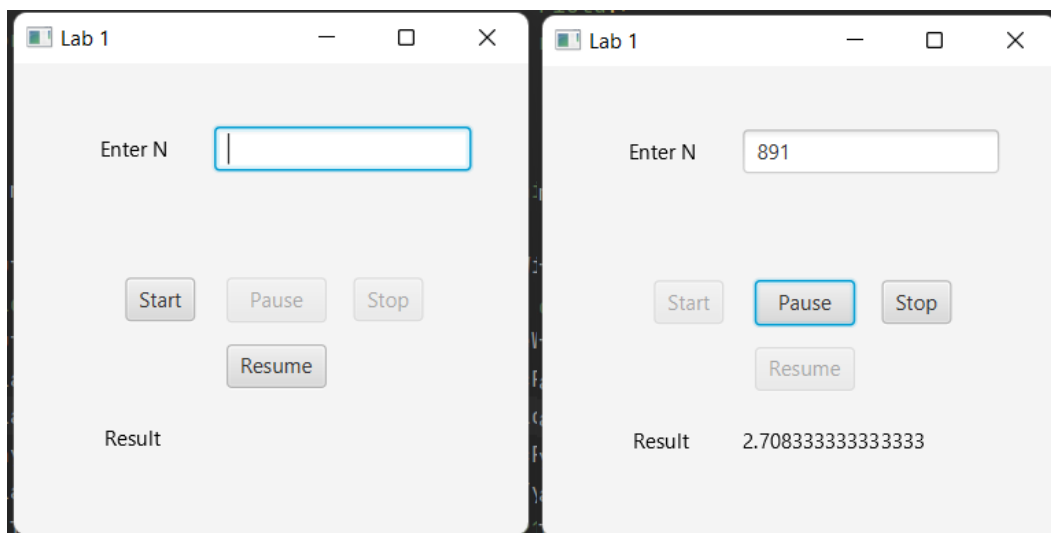 Lab 1
Enter N
Start Pause Stop
Resume
Result
Lab 1
Enter N 891
Start Pause Stop
Resume
Result 2.708333333333333